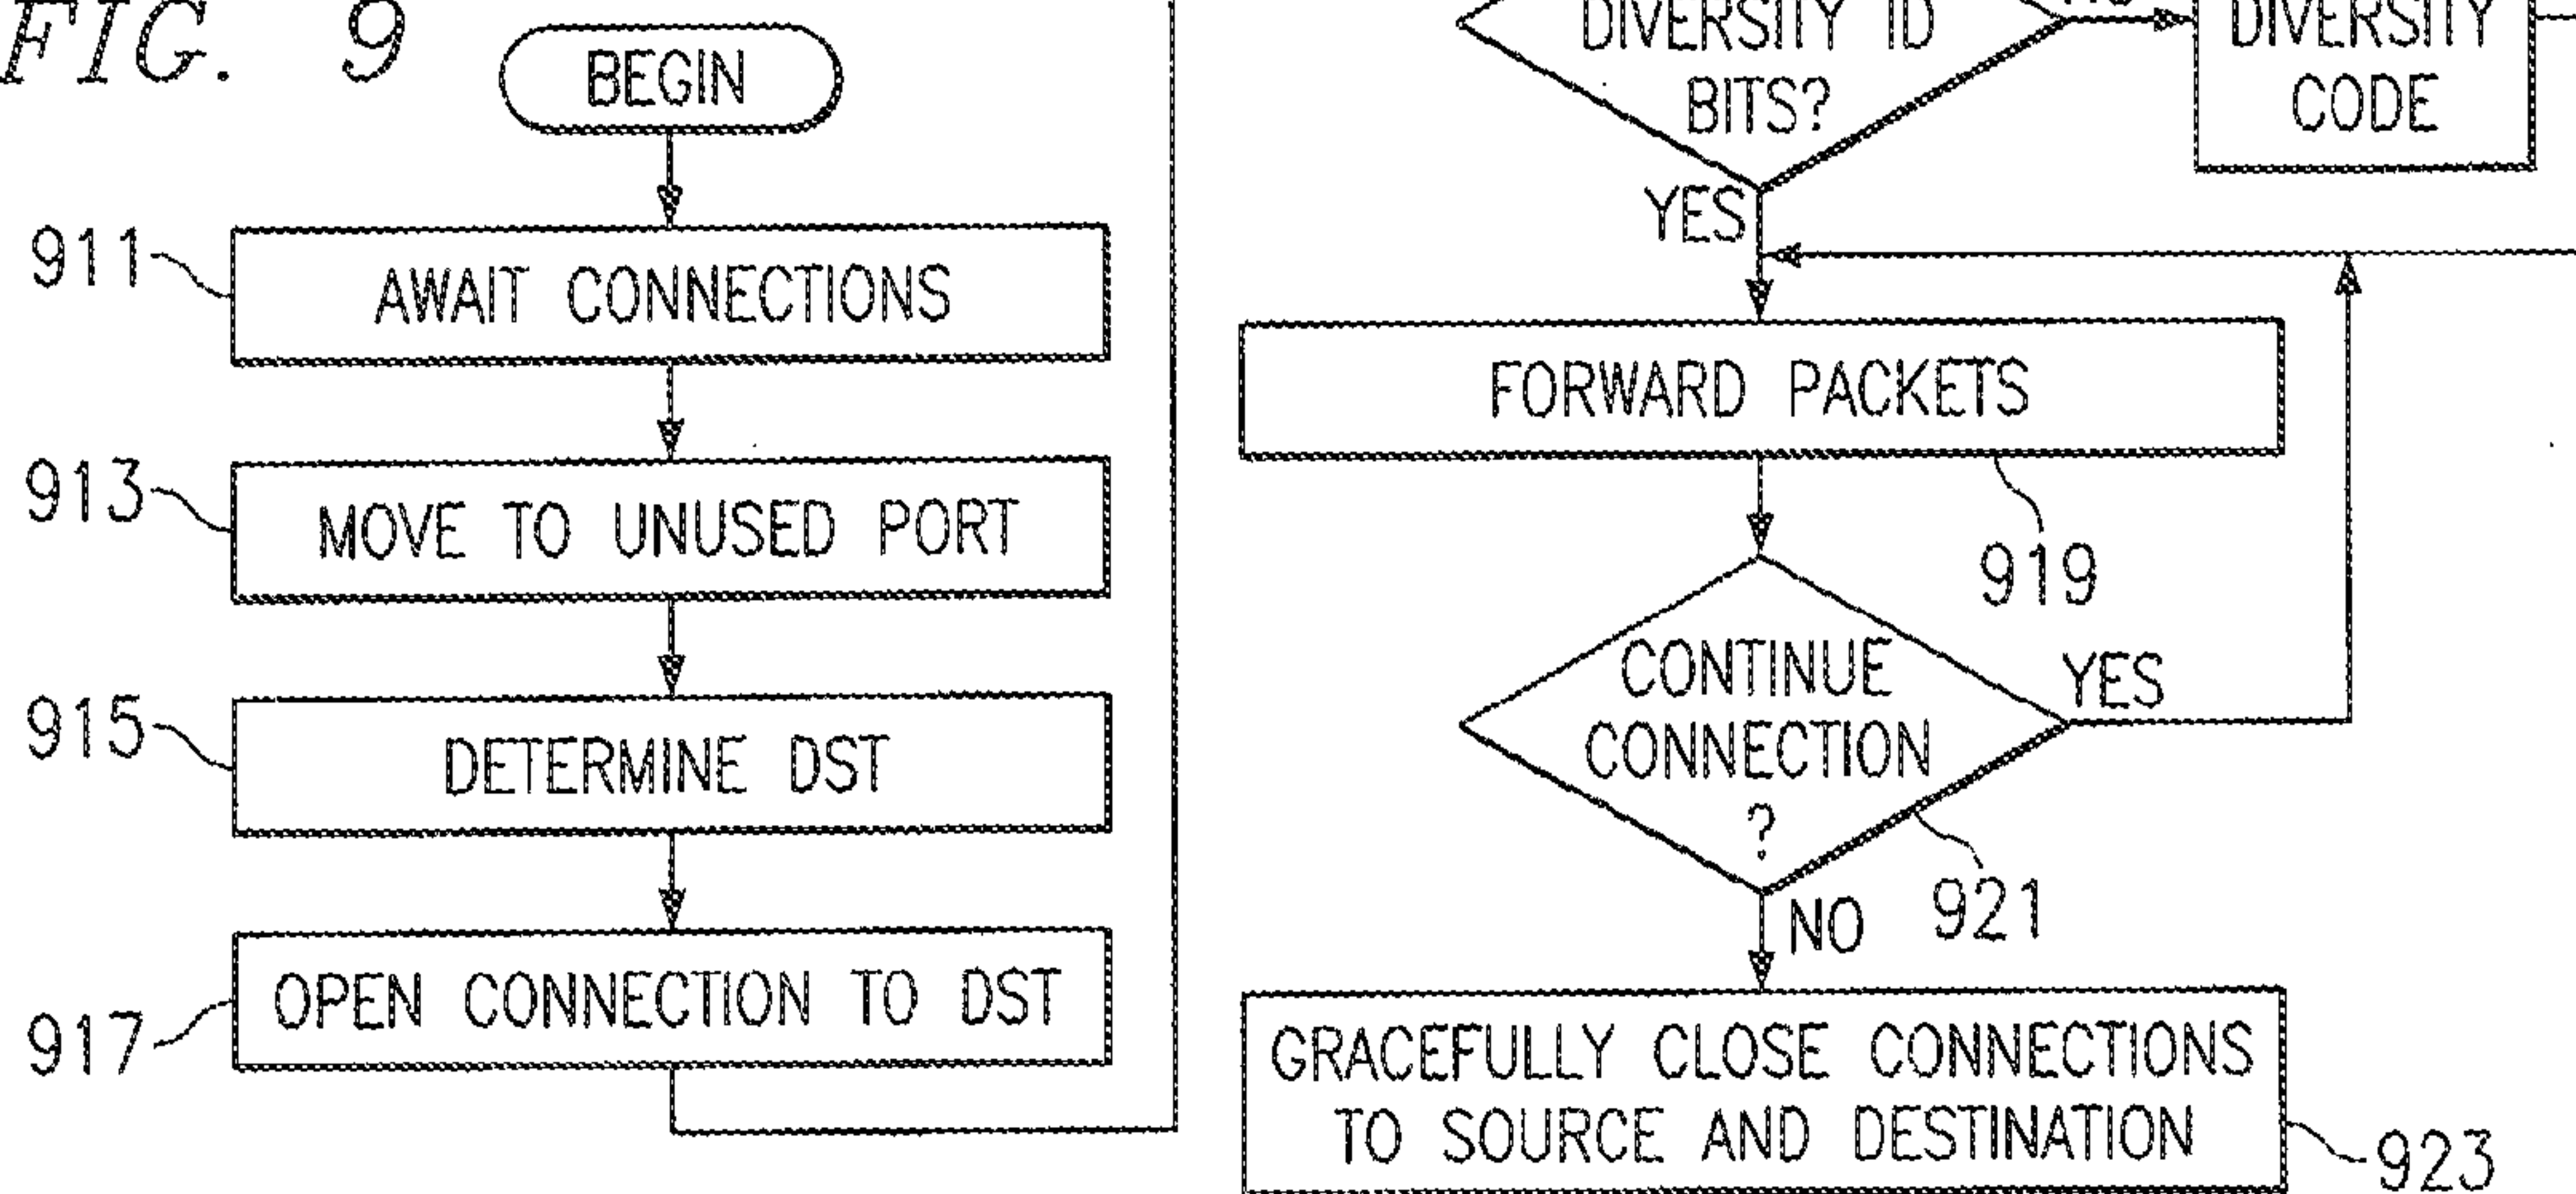 FIG. 9
BEGIN
911
AWAIT CONNECTIONS
913
MOVE TO UNUSED PORT
915
DETERMINE DST
917
OPEN CONNECTION TO DST
DIVERSITY ID
BITS?
DIVERSITY
CODE
YES
FORWARD PACKETS
919
CONTINUE
CONNECTION
?
YES
921
NO
GRACEFULLY CLOSE CONNECTIONS
TO SOURCE AND DESTINATION
923